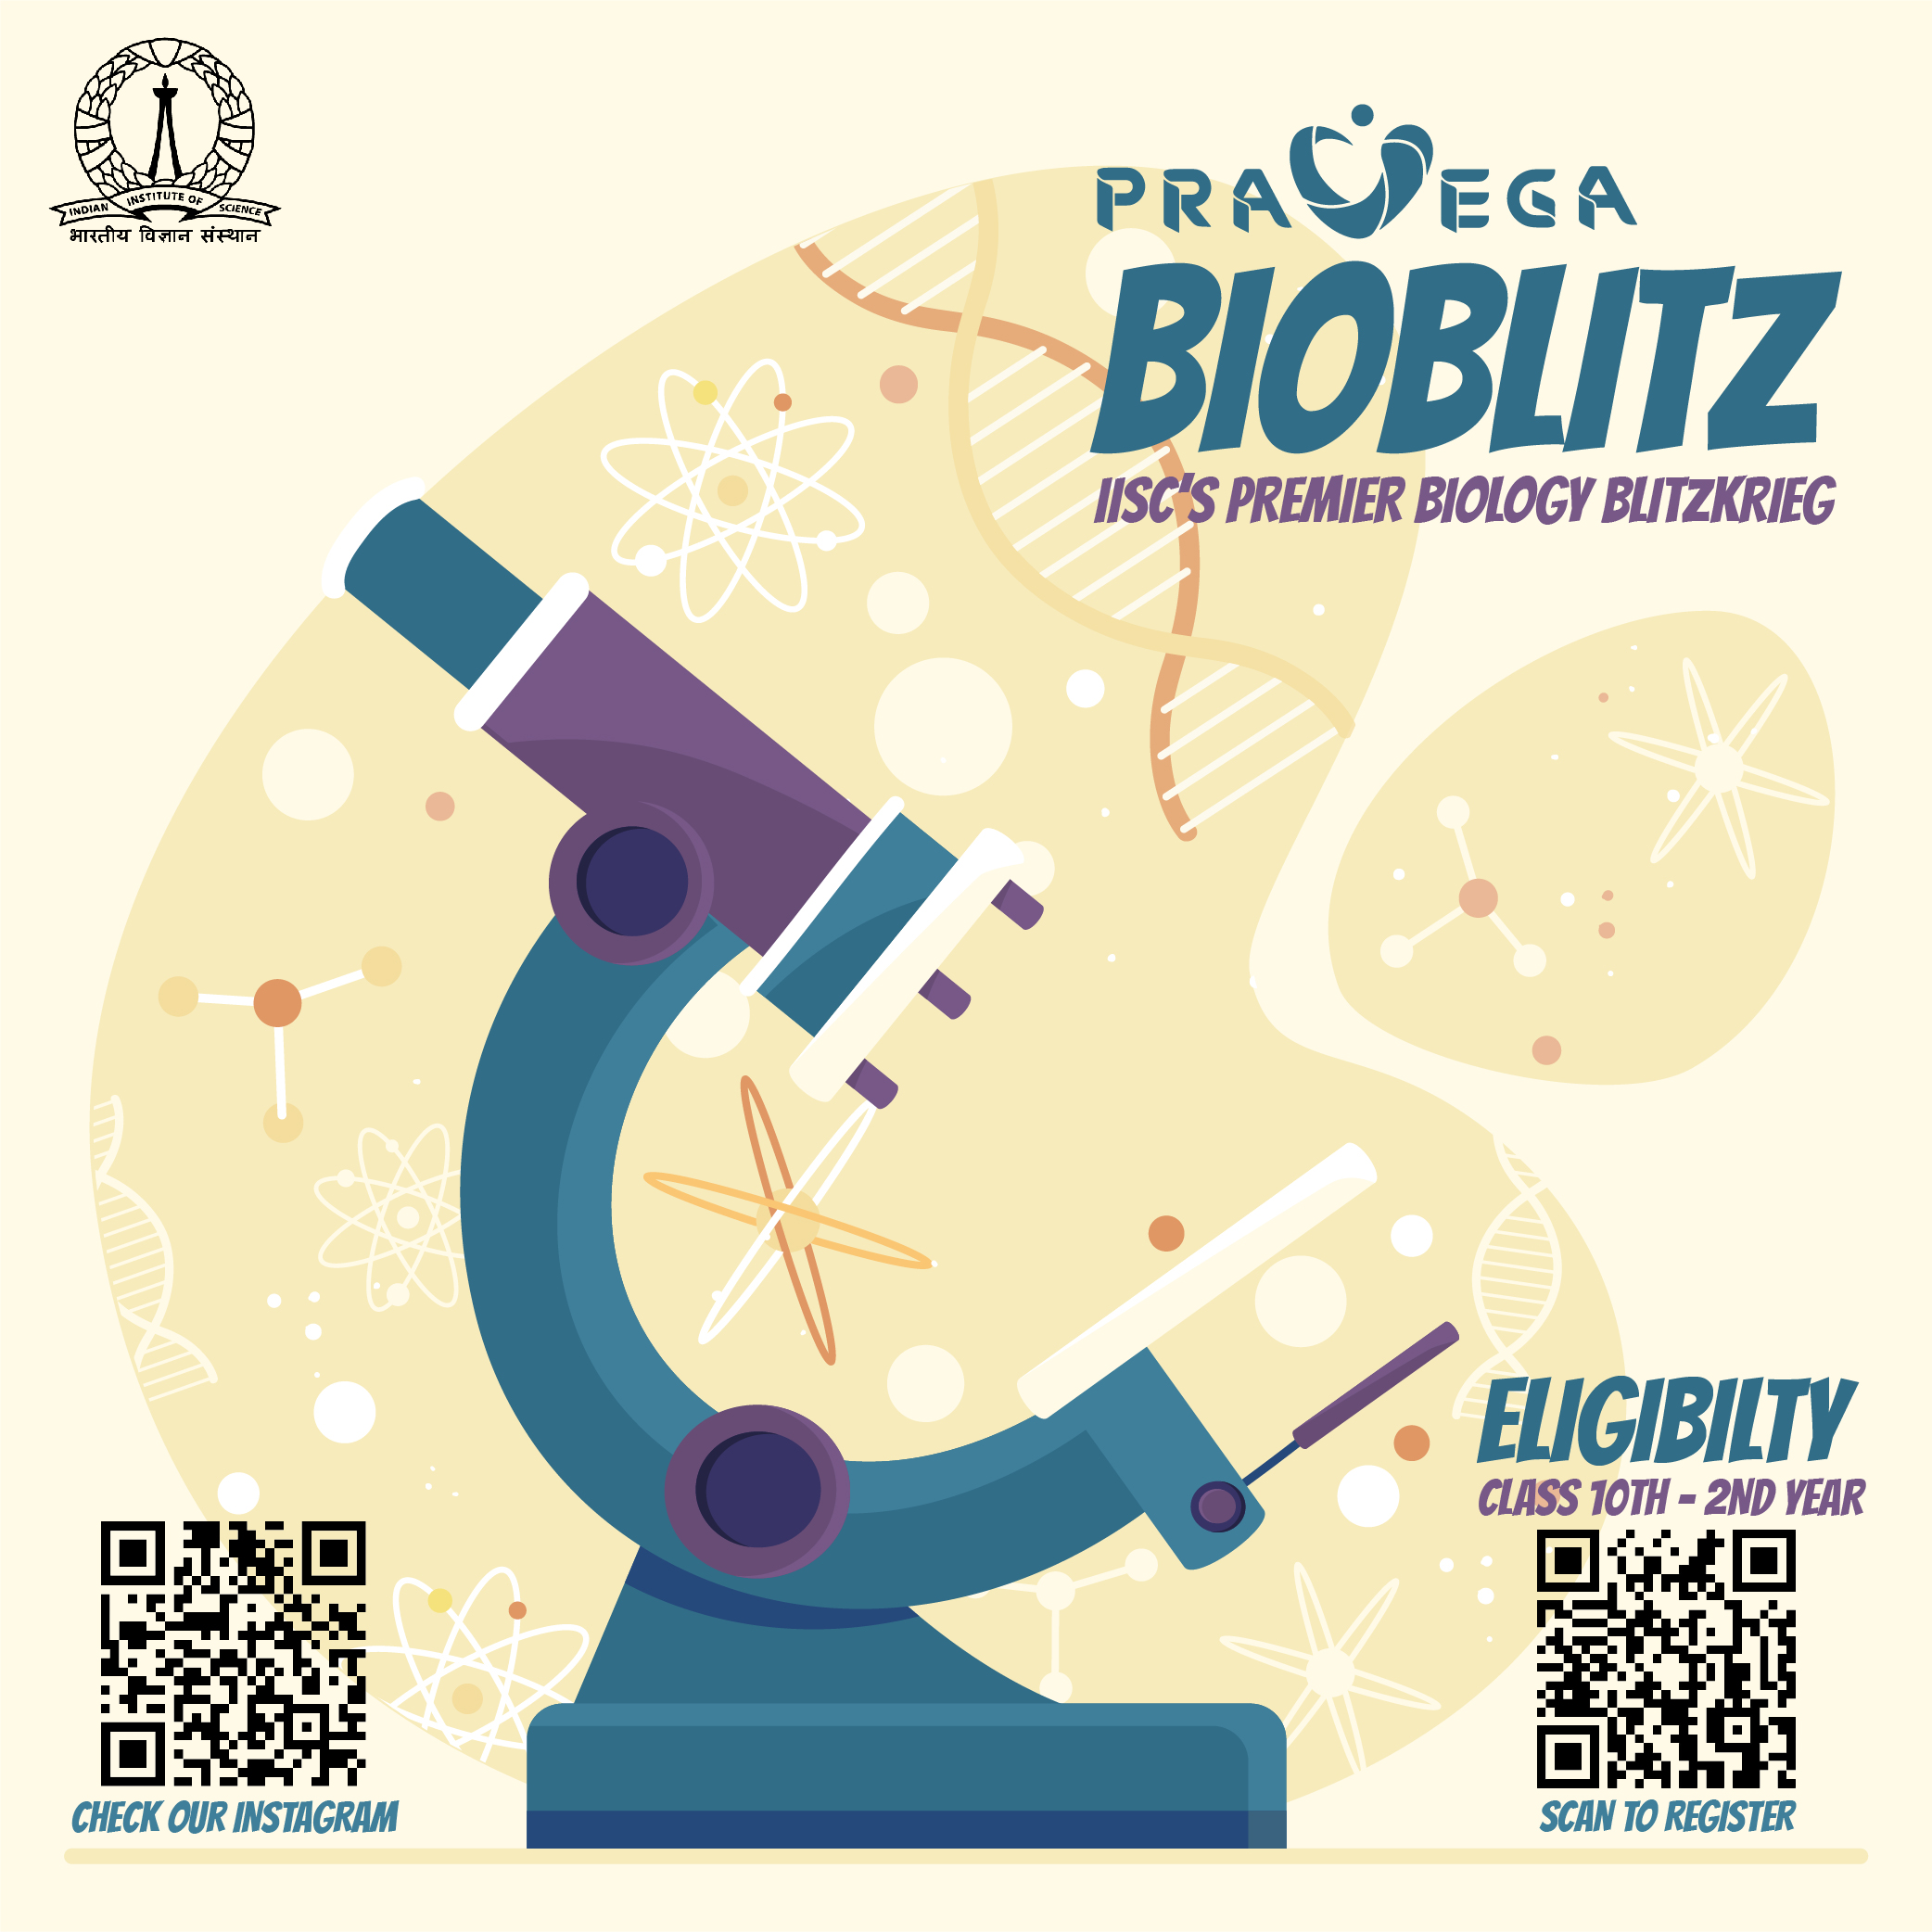 INDIAN INSTITUTE OF SCIENCE
भारतीय विज्ञान संस्थान
PRAVEGA
BIOBLITZ
IISC'S PREMIER BIOLOGY BLITZKRIEG
ELIGIBILTY
CLASS 10TH - 2ND YEAR
CHECK OUR INSTAGRAM
SCAN TO REGISTER